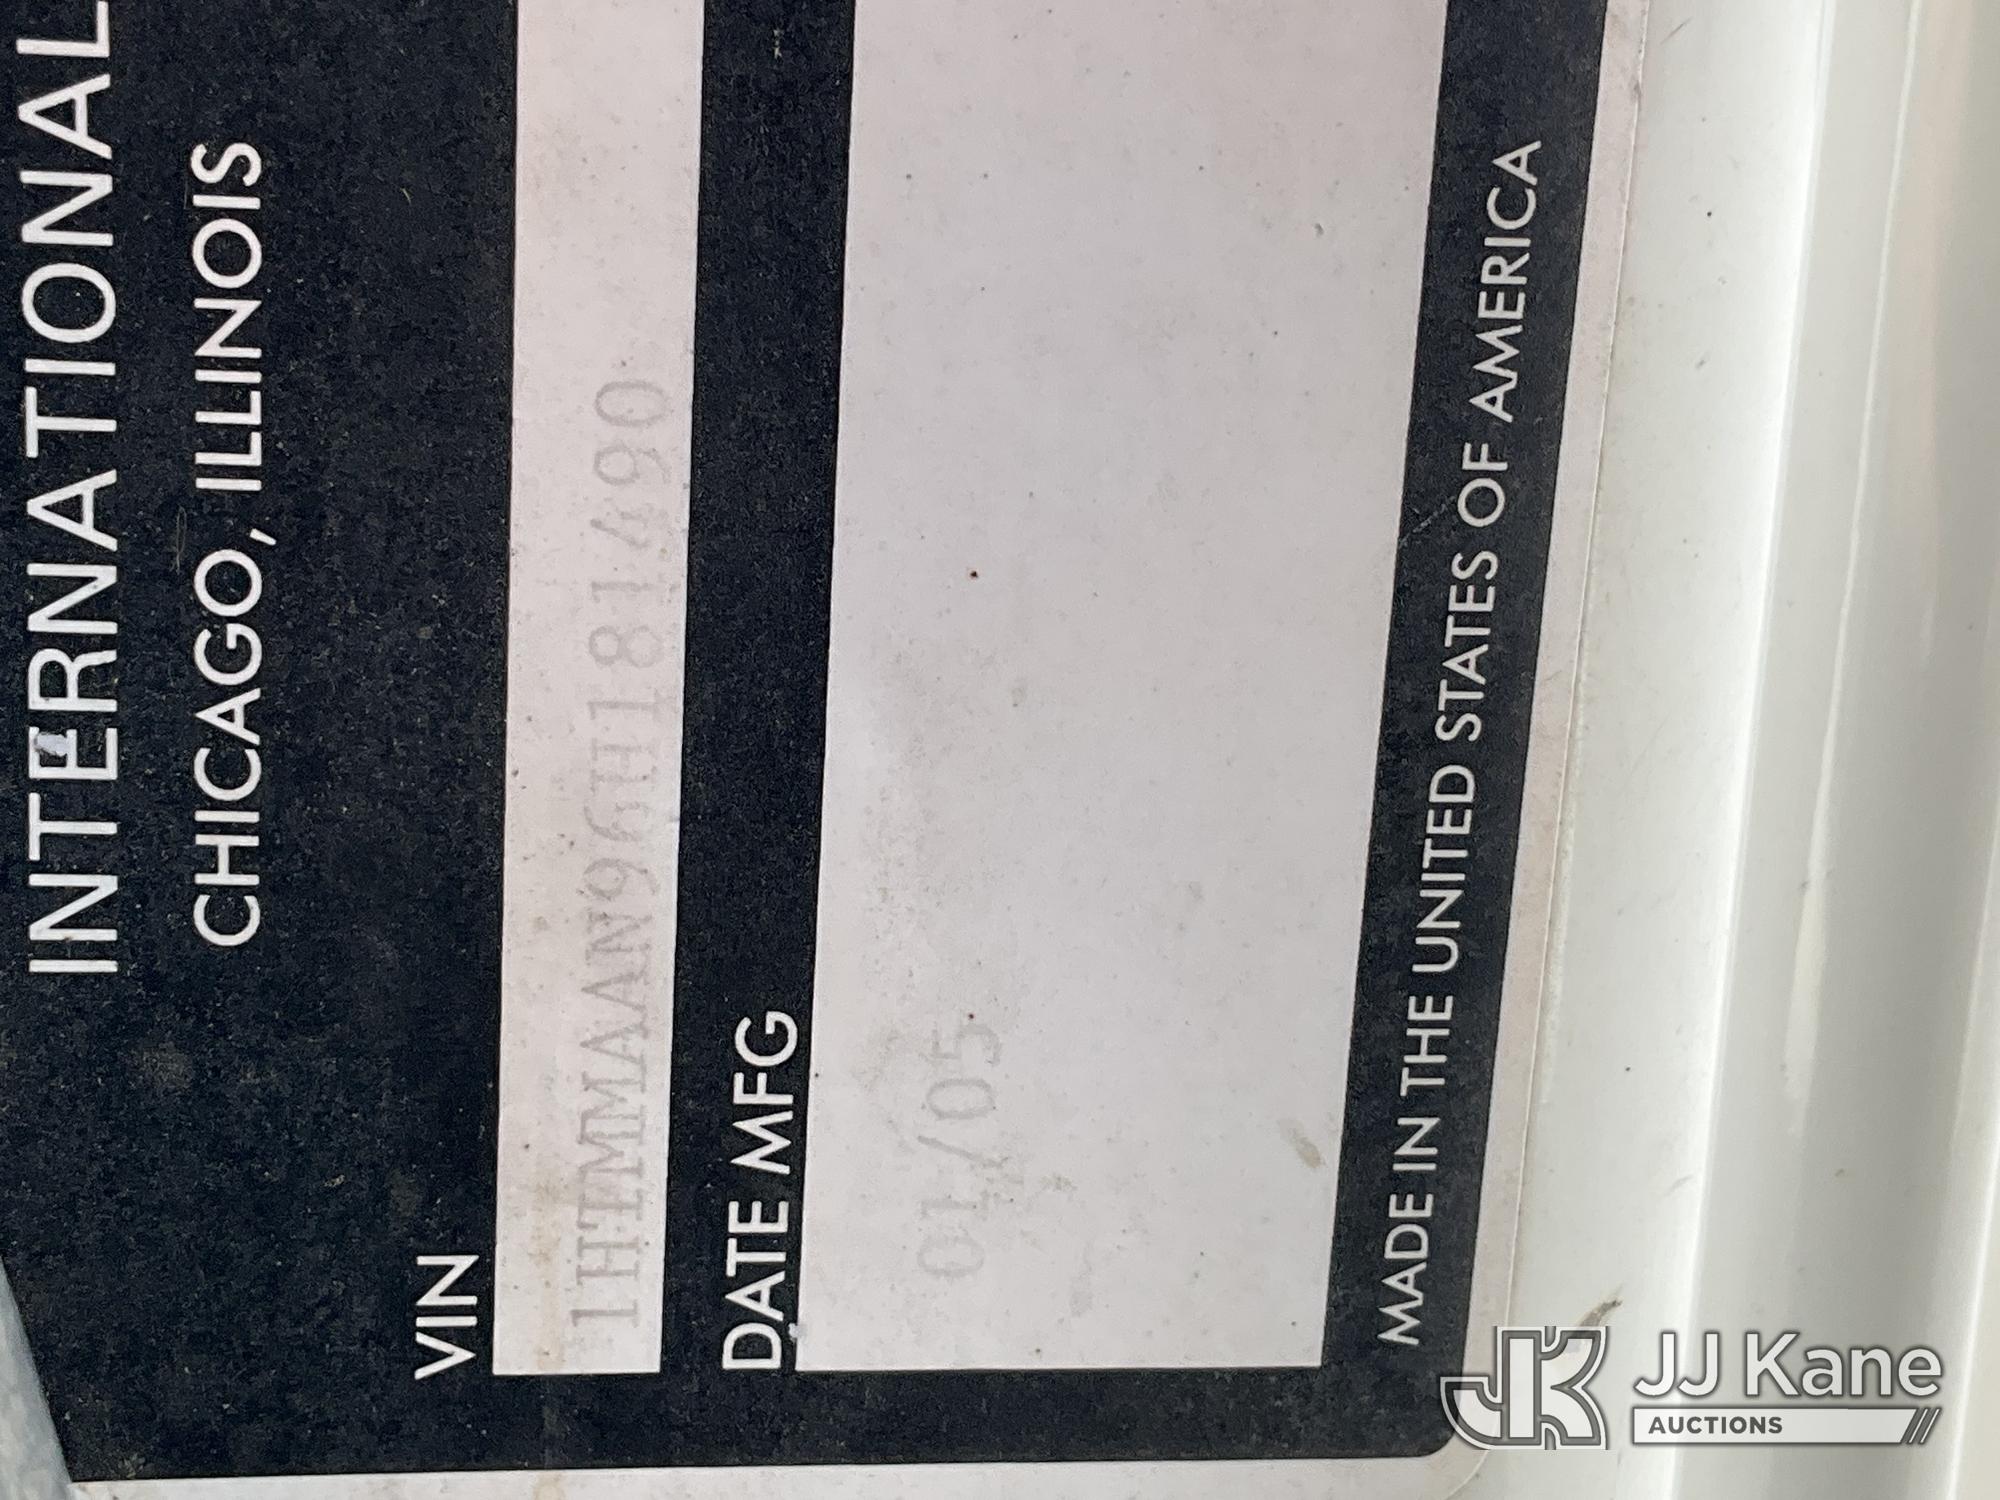 INTERNATIONAL
CHICAGO, ILLINOIS
VIN
1HTMMAAN96H181490
DATE MFG
01/05
MADE IN THE UNITED STATES OF AMERICA
JK JJ Kane
AUCTIONS